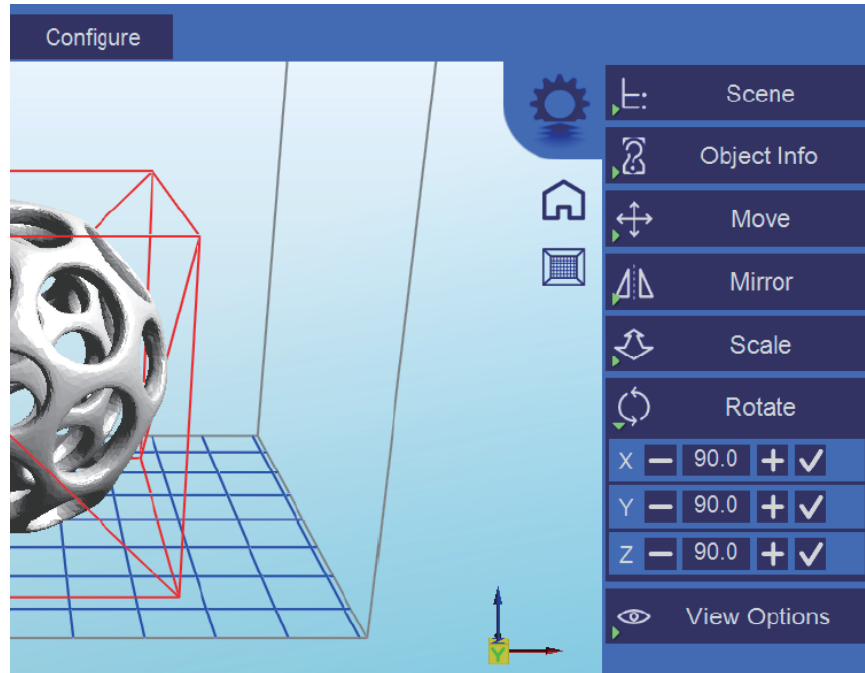 Configure
Scene
Object Info
Move
Mirror
Scale
Rotate
X 90.0
Y 90.0
Z 90.0
View Options
Y